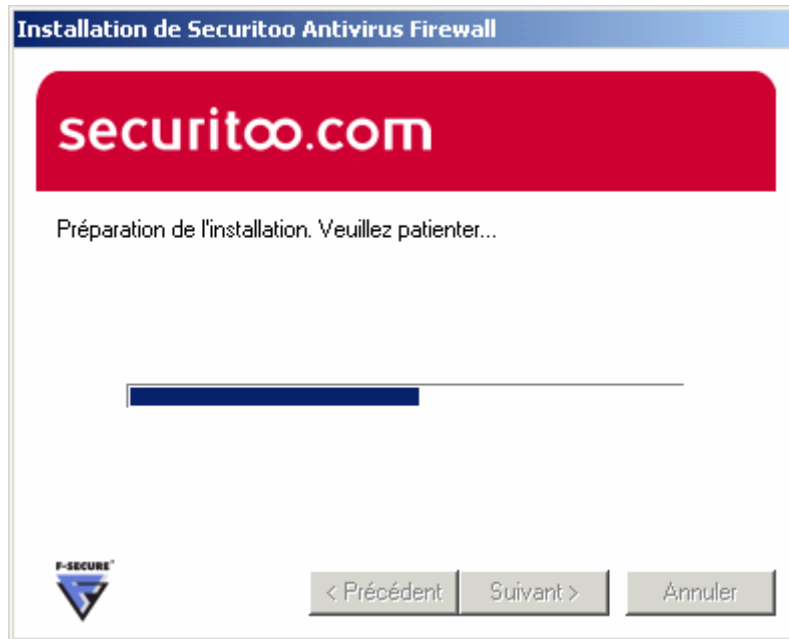 Installation de Securitoo Antivirus Firewall
securitoo.com
Préparation de l'installation. Veuillez patienter...
F-SECURE
< Précédent
Suivant >
Annuler